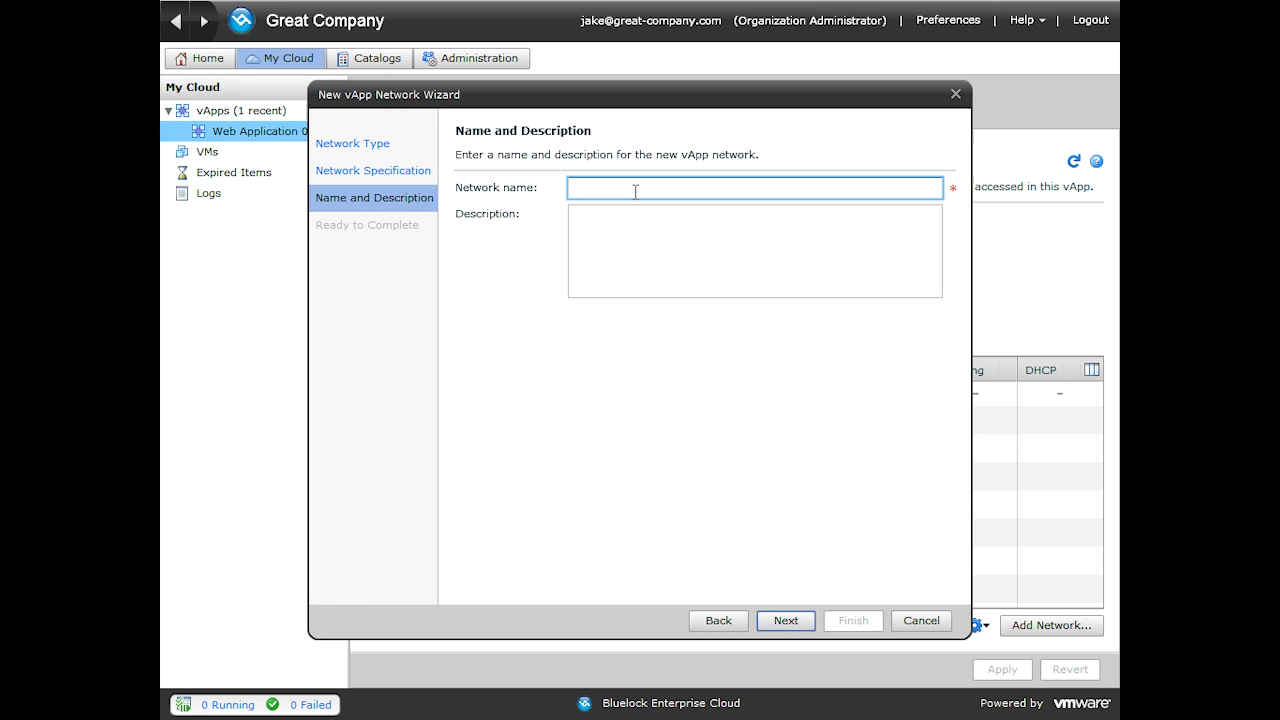 Great Company
jake@great-company.com (Organization Administrator) | Preferences | Help | Logout
Home My Cloud Catalogs Administration
My Cloud
vApps (1 recent)
Web Application 0
VMs
Expired Items
Logs
New vApp Network Wizard
Network Type
Network Specification
Name and Description
Ready to Complete
Name and Description
Enter a name and description for the new vApp network.
Network name: *
Description:
Back Next Finish Cancel
accessed in this vApp.
ng DHCP
– –
Add Network...
Apply Revert
0 Running 0 Failed
Bluelock Enterprise Cloud
Powered by vmware